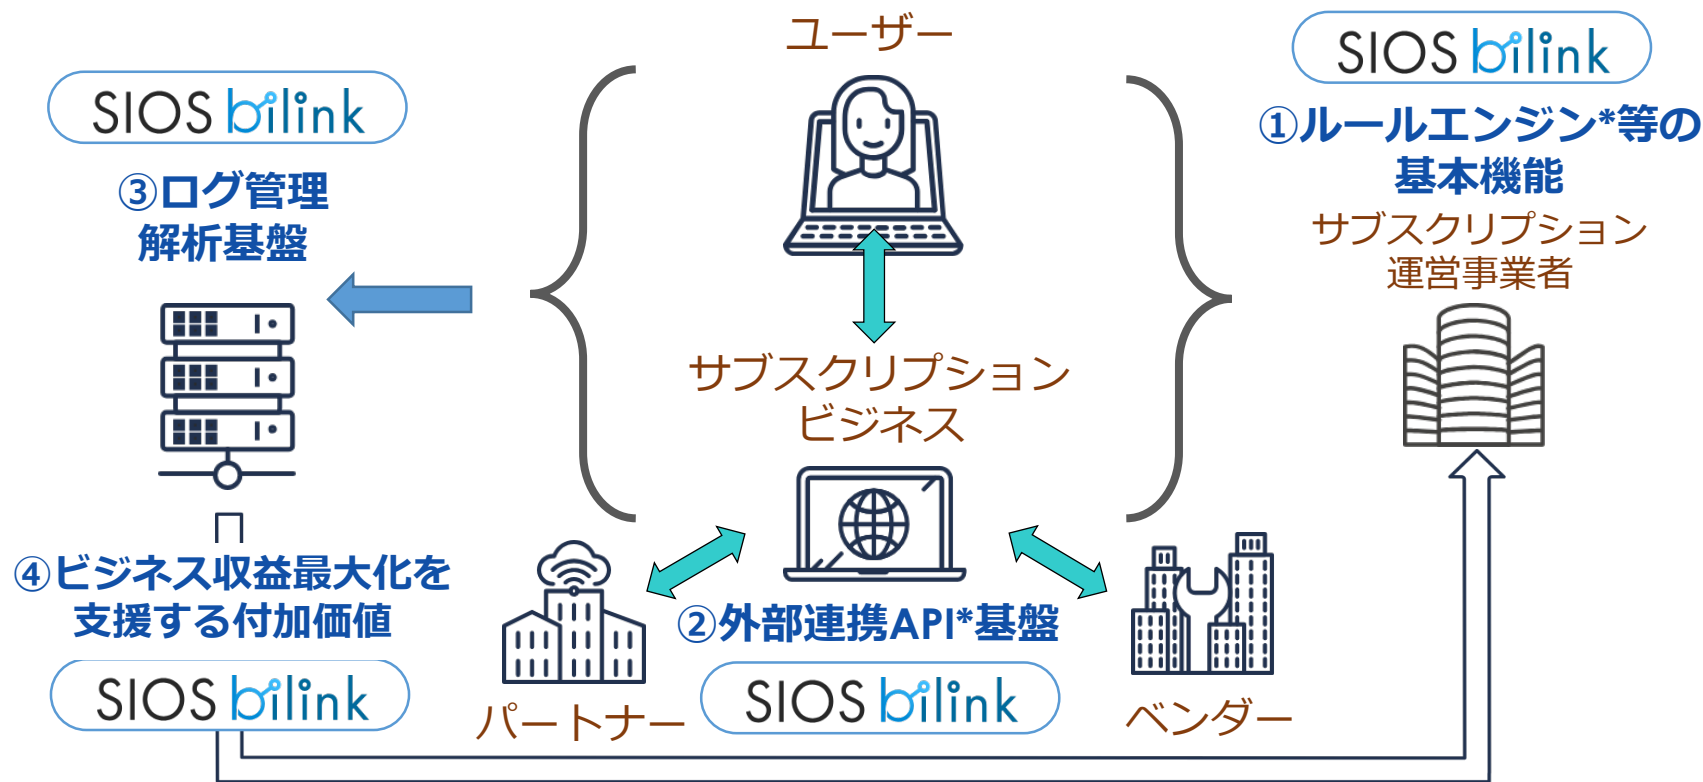 ユーザー
SIOS bilink
①ルールエンジン*等の
基本機能
サブスクリプション
運営事業者
SIOS bilink
③ログ管理
解析基盤
サブスクリプション
ビジネス
④ビジネス収益最大化を
支援する付加価値
SIOS bilink
②外部連携API*基盤
SIOS bilink
パートナー
ベンダー